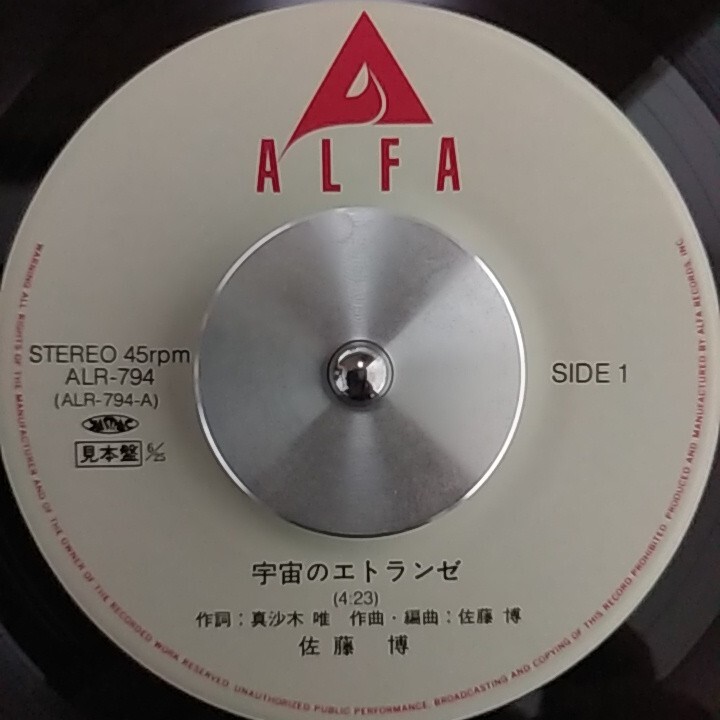 ALFA
STEREO 45rpm
ALR-794
(ALR-794-A)
見本盤 6/25
SIDE 1
宇宙のエトランゼ
(4:23)
作詞：真沙木 唯 作曲・編曲：佐藤 博
佐藤 博
WARNING ALL RIGHTS OF THE MANUFACTURER AND OF THE OWNER OF THE RECORDED WORK RESERVED. UNAUTHORIZED PUBLIC PERFORMANCE, BROADCASTING AND COPYING OF THIS RECORD PROHIBITED. PRODUCED AND MANUFACTURED BY ALFA RECORDS, INC.